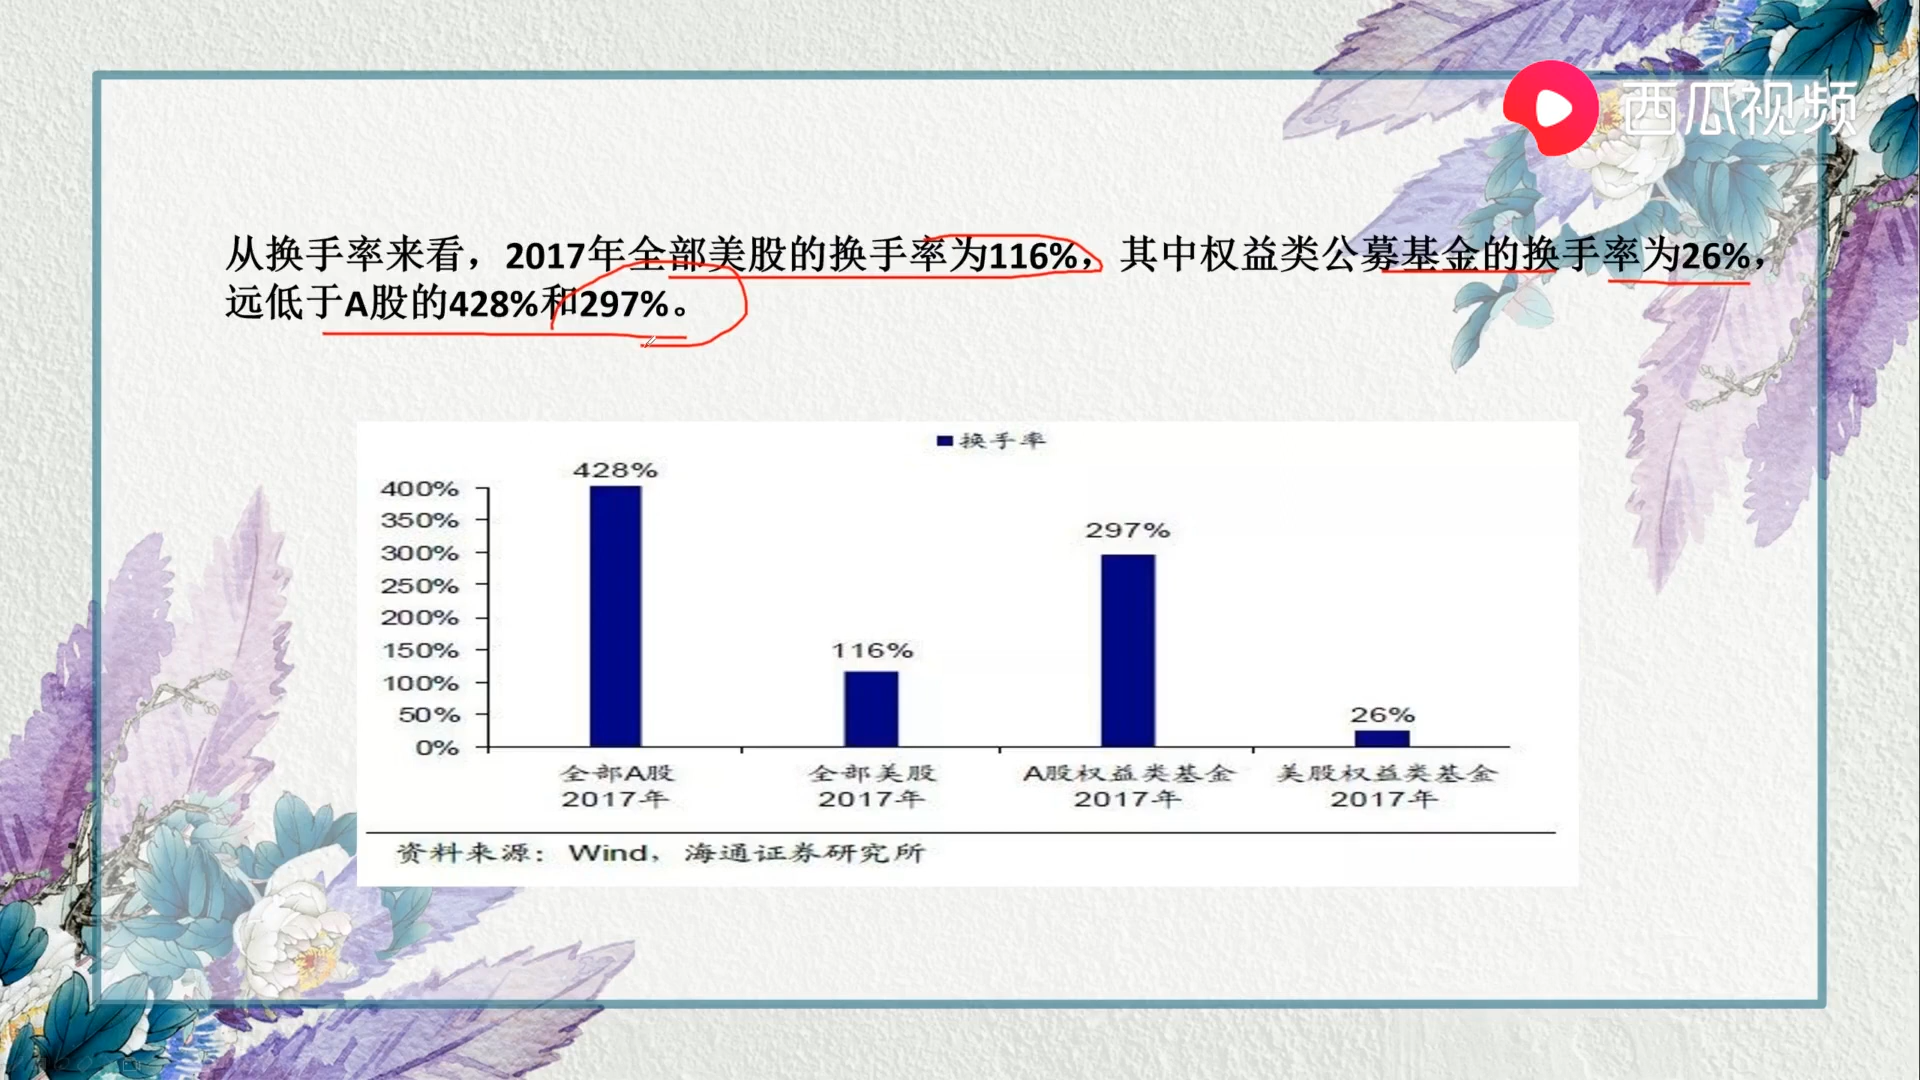 西瓜视频
从换手率来看，2017年全部美股的换手率为116%，其中权益类公募基金的换手率为26%，
远低于A股的428%和297%。
换手率
428%
400%
350%
300%
250%
200%
150%
100%
50%
0%
116%
297%
26%
全部A股
2017年
全部美股
2017年
A股权益类基金
2017年
美股权益类基金
2017年
资料来源：Wind，海通证券研究所